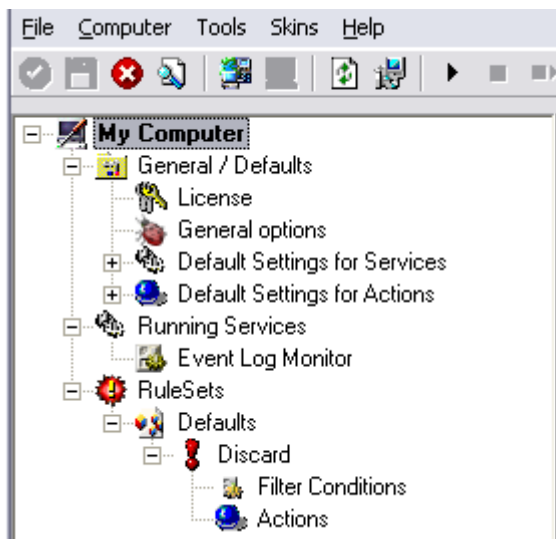 File Computer Tools Skins Help
My Computer
General / Defaults
License
General options
Default Settings for Services
Default Settings for Actions
Running Services
Event Log Monitor
RuleSets
Defaults
Discard
Filter Conditions
Actions